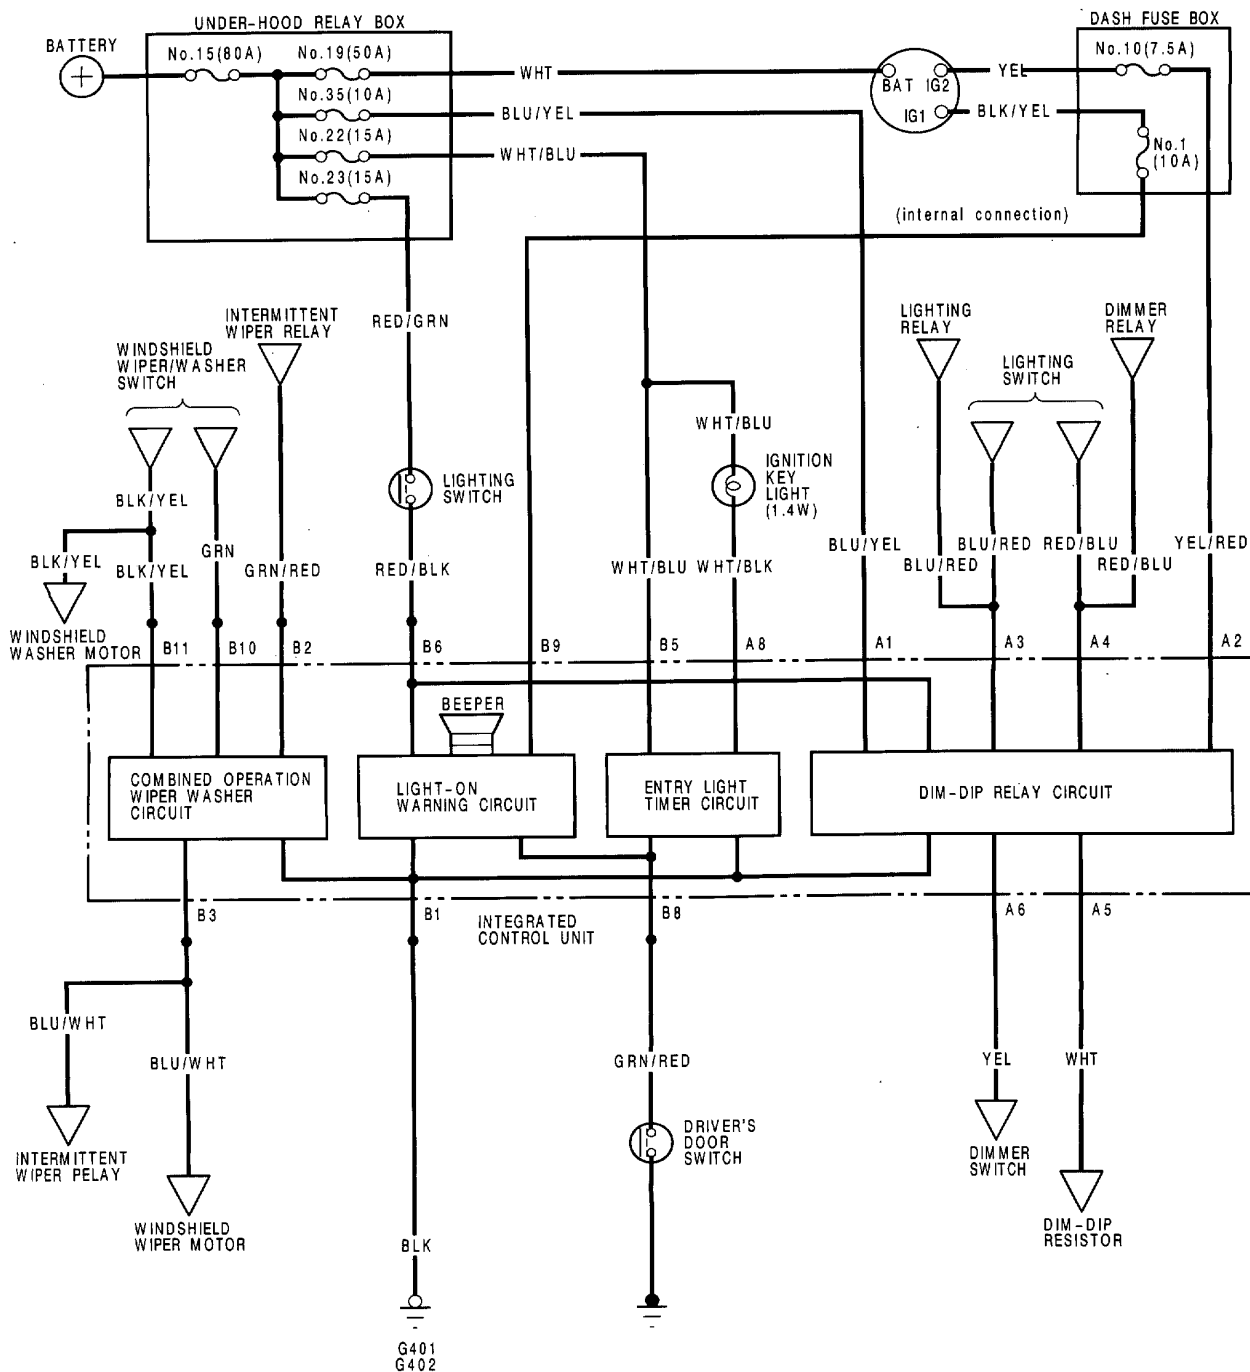 UNDER-HOOD RELAY BOX
DASH FUSE BOX
BATTERY
No.15(80A)
No.19(50A)
No.10(7.5A)
WHT
BAT
IG2
YEL
No.35(10A)
BLU/YEL
IG1
BLK/YEL
No.22(15A)
WHT/BLU
No.1
(10A)
No.23(15A)
(internal connection)
INTERMITTENT
WIPER RELAY
RED/GRN
LIGHTING
RELAY
DIMMER
RELAY
WINDSHIELD
WIPER/WASHER
SWITCH
LIGHTING
SWITCH
WHT/BLU
LIGHTING
SWITCH
IGNITION
KEY
LIGHT
(1.4W)
BLK/YEL
GRN
BLK/YEL
BLK/YEL
GRN/RED
RED/BLK
WHT/BLU
WHT/BLK
BLU/YEL
BLU/RED
BLU/RED
RED/BLU
RED/BLU
YEL/RED
WINDSHIELD
WASHER MOTOR
B11
B10
B2
B6
B9
B5
A8
A1
A3
A4
A2
BEEPER
COMBINED OPERATION
WIPER WASHER
CIRCUIT
LIGHT-ON
WARNING CIRCUIT
ENTRY LIGHT
TIMER CIRCUIT
DIM-DIP RELAY CIRCUIT
B3
B1
INTEGRATED
CONTROL UNIT
B8
A6
A5
BLU/WHT
BLU/WHT
GRN/RED
YEL
WHT
INTERMITTENT
WIPER PELAY
DRIVER'S
DOOR
SWITCH
DIMMER
SWITCH
WINDSHIELD
WIPER MOTOR
BLK
DIM-DIP
RESISTOR
G401
G402